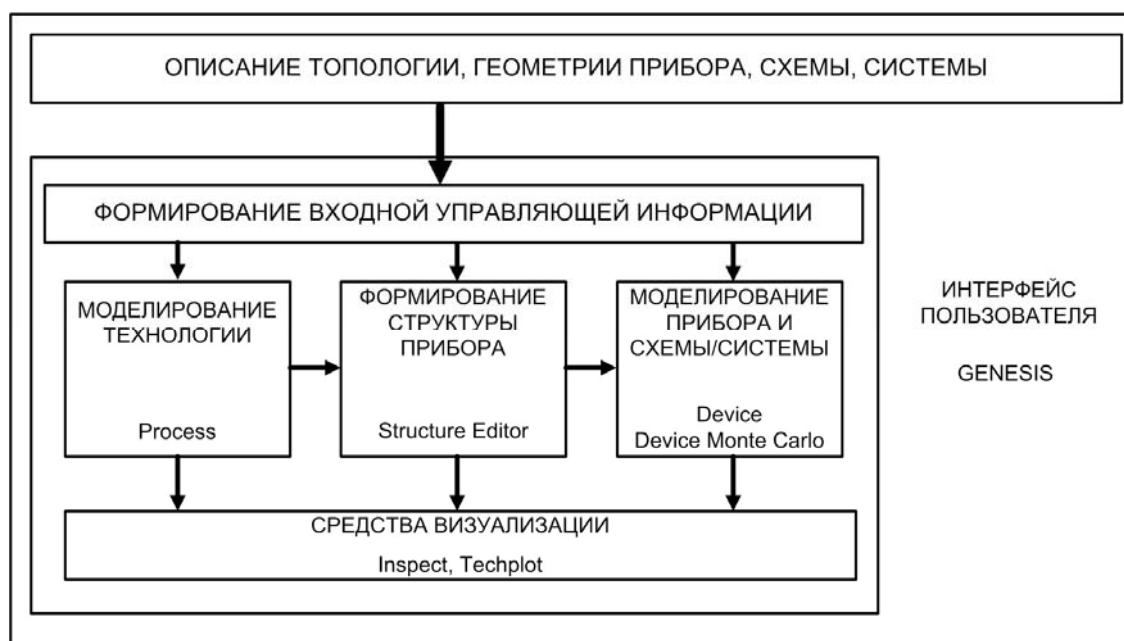 ОПИСАНИЕ ТОПОЛОГИИ, ГЕОМЕТРИИ ПРИБОРА, СХЕМЫ, СИСТЕМЫ
ФОРМИРОВАНИЕ ВХОДНОЙ УПРАВЛЯЮЩЕЙ ИНФОРМАЦИИ
МОДЕЛИРОВАНИЕ
ТЕХНОЛОГИИ
Process
ФОРМИРОВАНИЕ
СТРУКТУРЫ
ПРИБОРА
Structure Editor
МОДЕЛИРОВАНИЕ
ПРИБОРА И
СХЕМЫ/СИСТЕМЫ
Device
Device Monte Carlo
ИНТЕРФЕЙС
ПОЛЬЗОВАТЕЛЯ
GENESIS
СРЕДСТВА ВИЗУАЛИЗАЦИИ
Inspect, Techplot